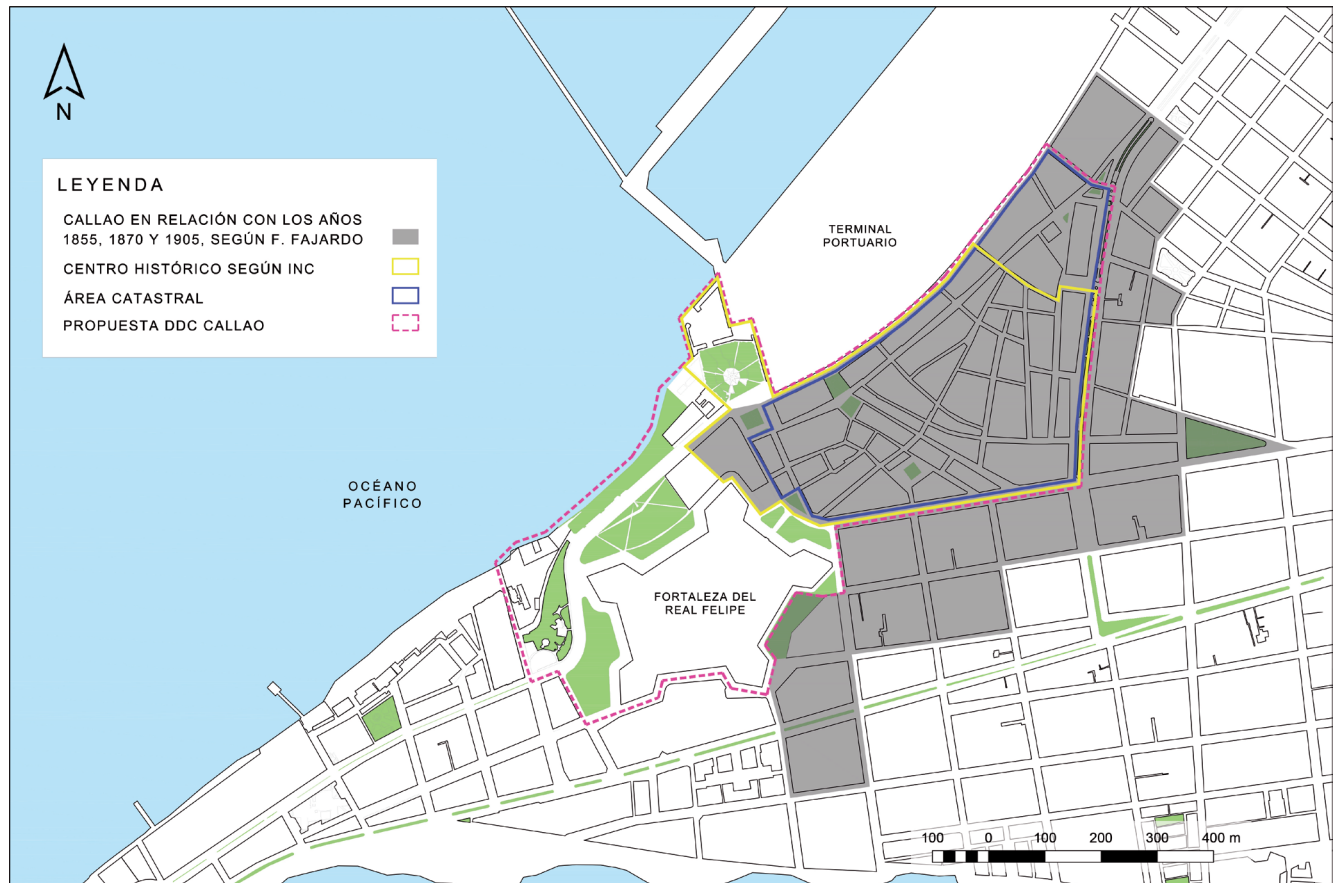 N
LEYENDA
CALLAO EN RELACIÓN CON LOS AÑOS
1855, 1870 Y 1905, SEGÚN F. FAJARDO
CENTRO HISTÓRICO SEGÚN INC
ÁREA CATASTRAL
PROPUESTA DDC CALLAO
TERMINAL
PORTUARIO
OCÉANO
PACÍFICO
FORTALEZA DEL
REAL FELIPE
100 0 100 200 300 400 m